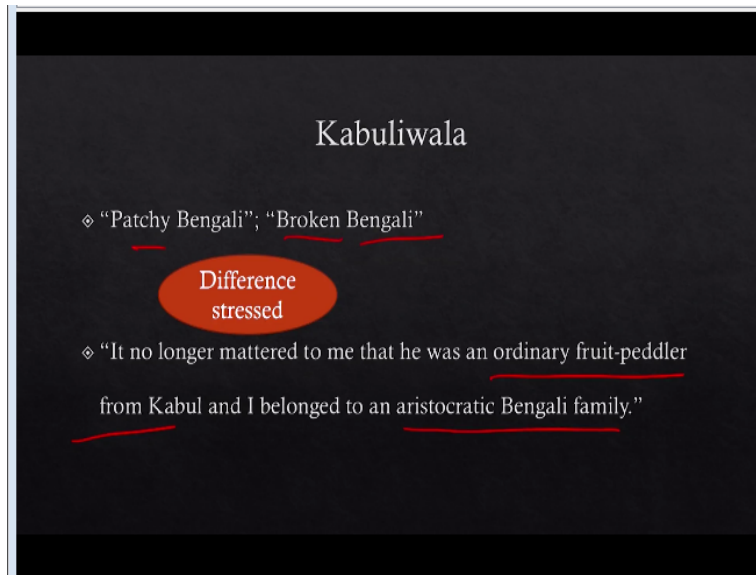 Kabuliwala
“Patchy Bengali”; “Broken Bengali”
Difference
stressed
“It no longer mattered to me that he was an ordinary fruit-peddler
from Kabul and I belonged to an aristocratic Bengali family.”